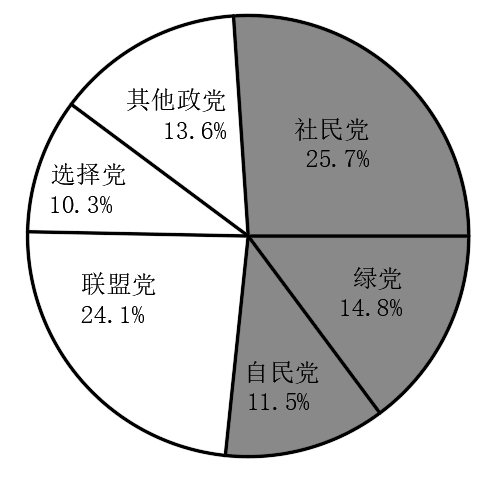 其他政党
13.6%
社民党
25.7%
选择党
10.3%
绿党
14.8%
联盟党
24.1%
自民党
11.5%